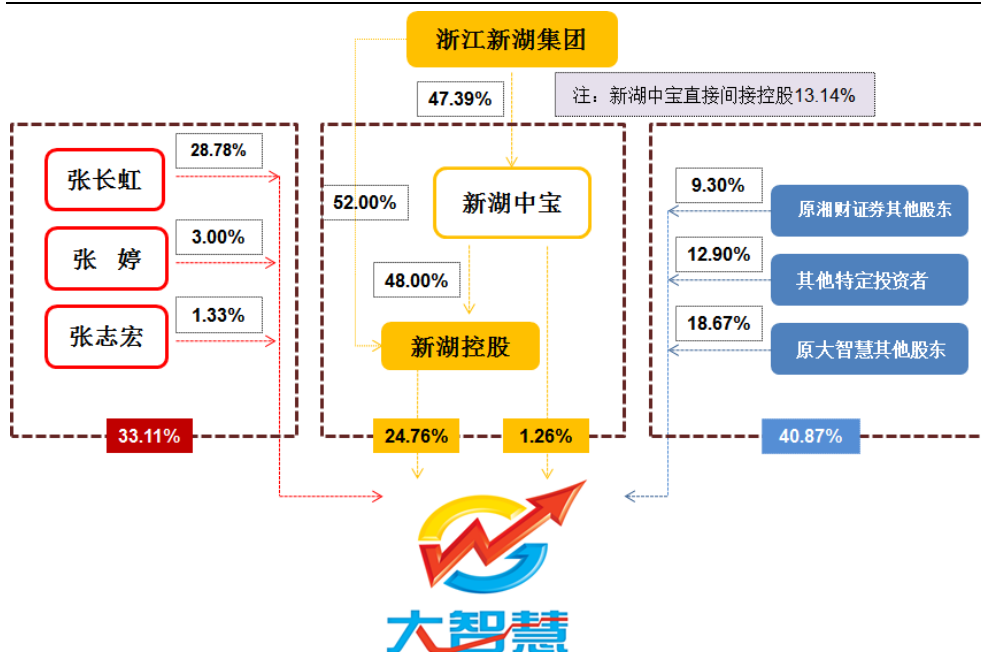 浙江新湖集团
47.39%
注：新湖中宝直接间接控股13.14%
张长虹
28.78%
张 婷
3.00%
张志宏
1.33%
33.11%
52.00%
新湖中宝
48.00%
新湖控股
24.76%
1.26%
9.30%
原湘财证券其他股东
12.90%
其他特定投资者
18.67%
原大智慧其他股东
40.87%
大智慧